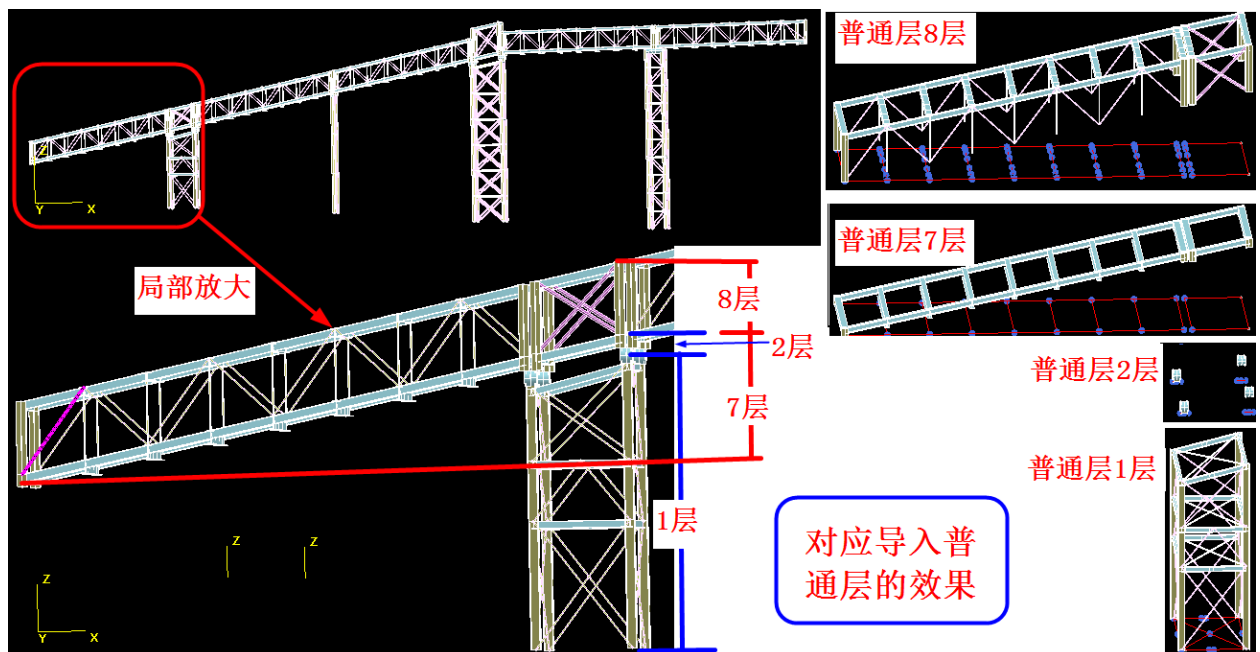 普通层8层
Z
Y
X
普通层7层
局部放大
8层
2层
普通层2层
7层
普通层1层
1层
对应导入普
通层的效果
Z
Z
Z
Y
X